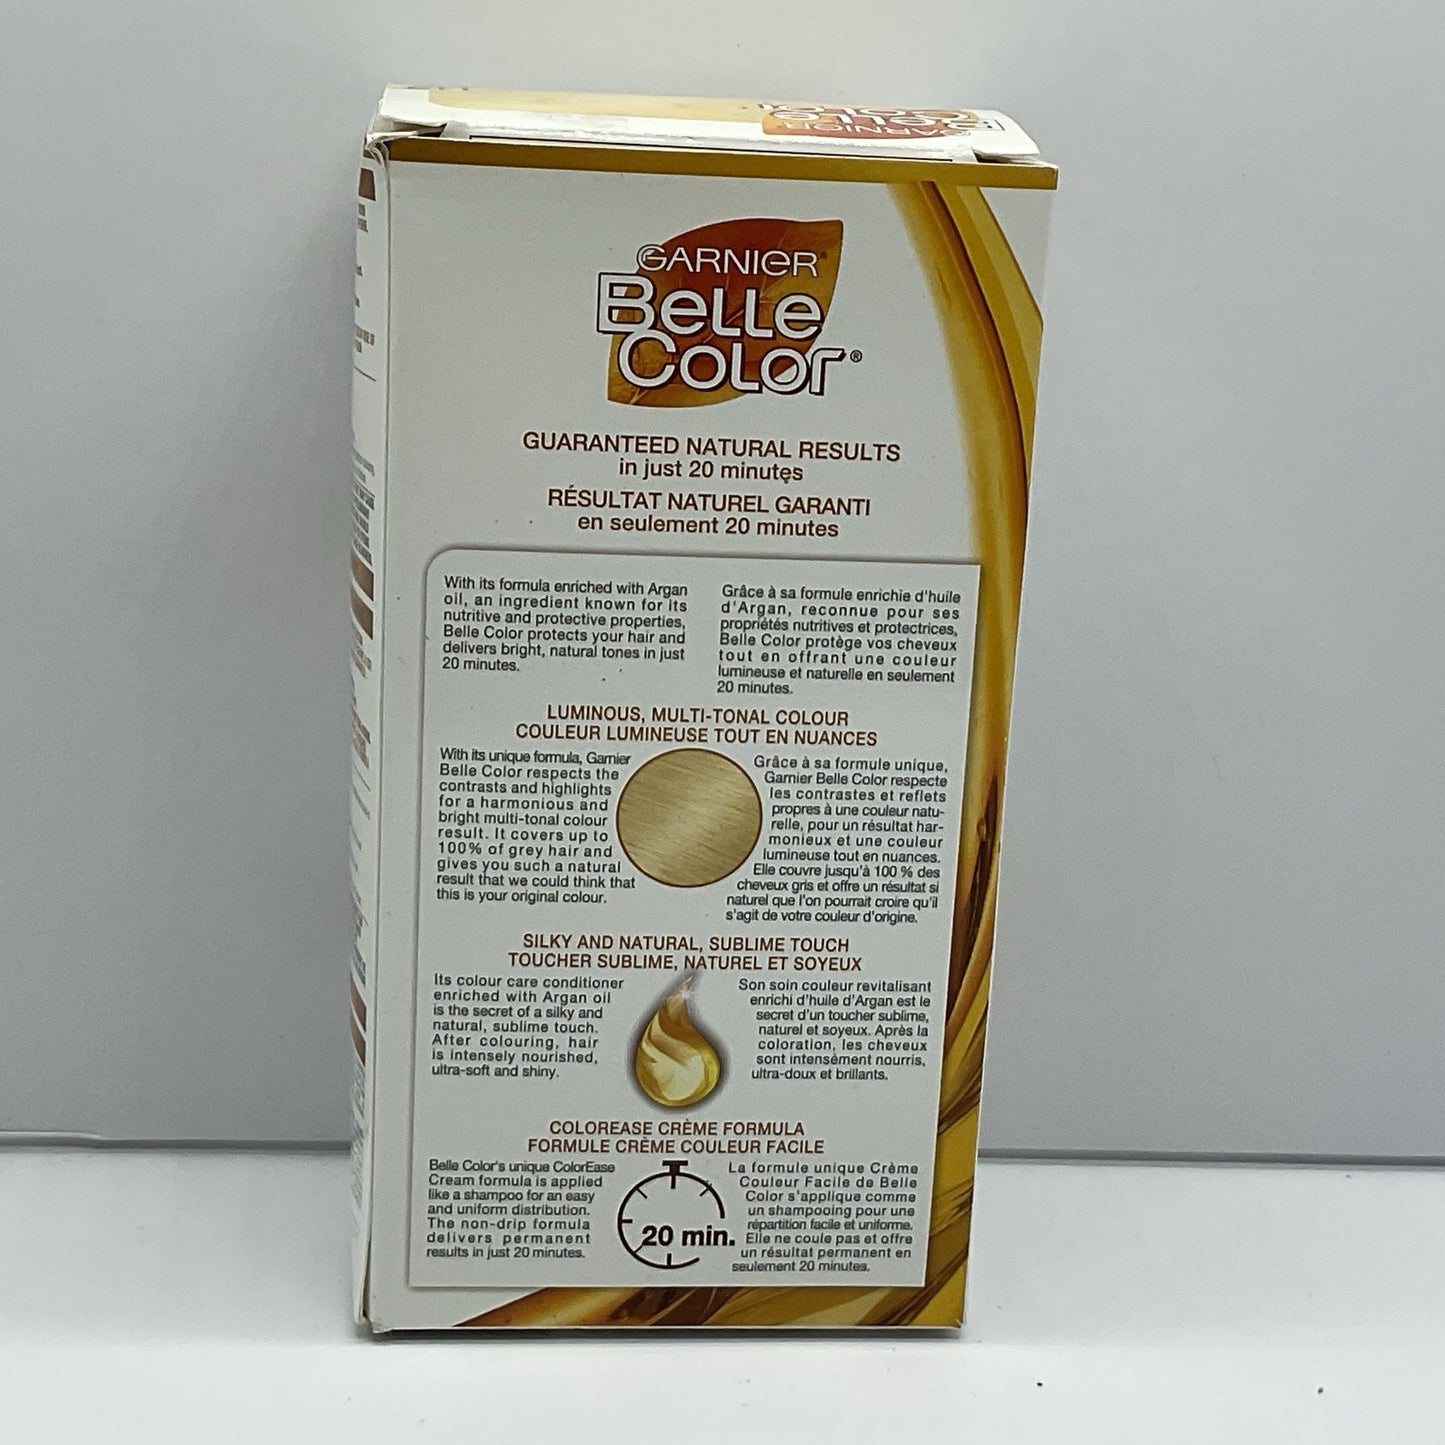 GARNIER
Belle
Color®
GUARANTEED NATURAL RESULTS
in just 20 minutes
RÉSULTAT NATUREL GARANTI
en seulement 20 minutes
With its formula enriched with Argan
oil, an ingredient known for its
nutritive and protective properties,
Belle Color protects your hair and
delivers bright, natural tones in just
20 minutes.
Grâce à sa formule enrichie d'huile
d'Argan, reconnue pour ses
propriétés nutritives et protectrices,
Belle Color protège vos cheveux
tout en offrant une couleur
lumineuse et naturelle en seulement
20 minutes.
LUMINOUS, MULTI-TONAL COLOUR
COULEUR LUMINEUSE TOUT EN NUANCES
With its unique formula, Garnier
Belle Color respects the
contrasts and highlights
for a harmonious and
bright multi-tonal colour
result. It covers up to
100% of grey hair and
gives you such a natural
result that we could think that
this is your original colour.
Grâce à sa formule unique,
Garnier Belle Color respecte
les contrastes et reflets
propres à une couleur natu-
relle, pour un résultat har-
monieux et une couleur
lumineuse tout en nuances.
Elle couvre jusqu'à 100 % des
cheveux gris et offre un résultat si
naturel que l'on pourrait croire qu'il
s'agit de votre couleur d'origine.
SILKY AND NATURAL, SUBLIME TOUCH
TOUCHER SUBLIME, NATUREL ET SOYEUX
Its colour care conditioner
enriched with Argan oil
is the secret of a silky and
natural, sublime touch.
After colouring, hair
is intensely nourished,
ultra-soft and shiny.
Son soin couleur revitalisant
enrichi d'huile d'Argan est le
secret d'un toucher sublime,
naturel et soyeux. Après la
coloration, les cheveux
sont intensément nourris,
ultra-doux et brillants.
COLOREASE CRÈME FORMULA
FORMULE CRÈME COULEUR FACILE
Belle Color's unique ColorEase
Cream formula is applied
like a shampoo for an easy
and uniform distribution.
The non-drip formula
delivers permanent
results in just 20 minutes.
20 min.
La formule unique Crème
Couleur Facile de Belle
Color s'applique comme
un shampooing pour une
répartition facile et uniforme.
Elle ne coule pas et offre
un résultat permanent en
seulement 20 minutes.